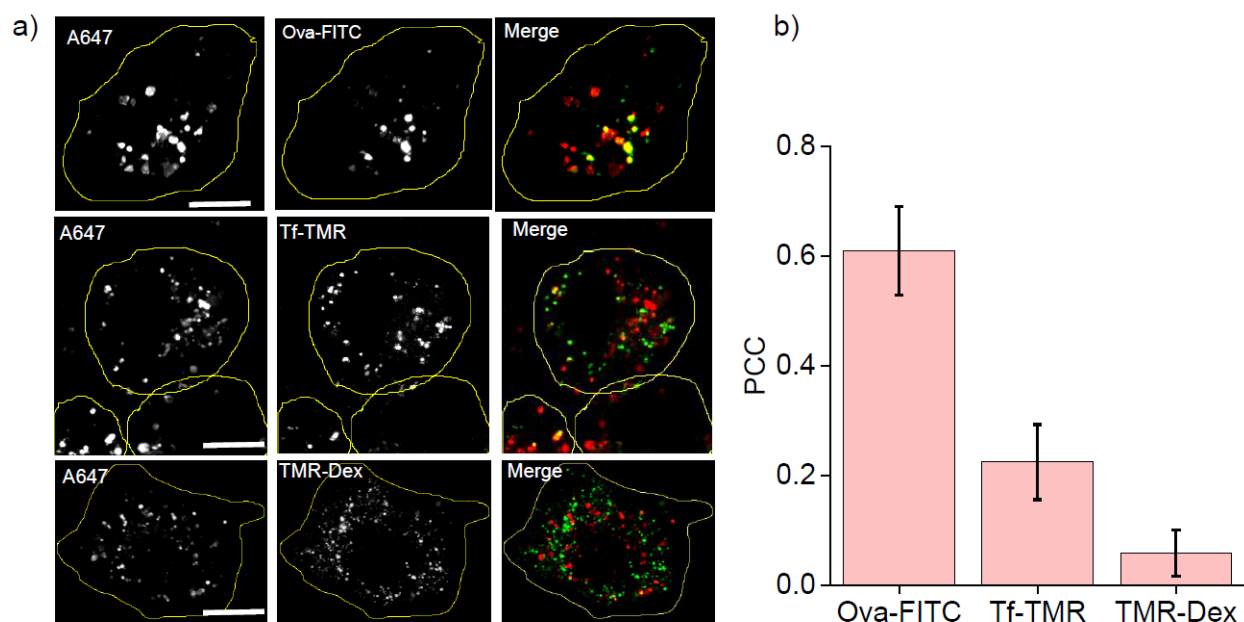 a)
A647 Ova-FITC Merge
A647 Tf-TMR Merge
A647 TMR-Dex Merge
b)
0.8
0.6
0.4
0.2
0.0
PCC
Ova-FITC Tf-TMR TMR-Dex